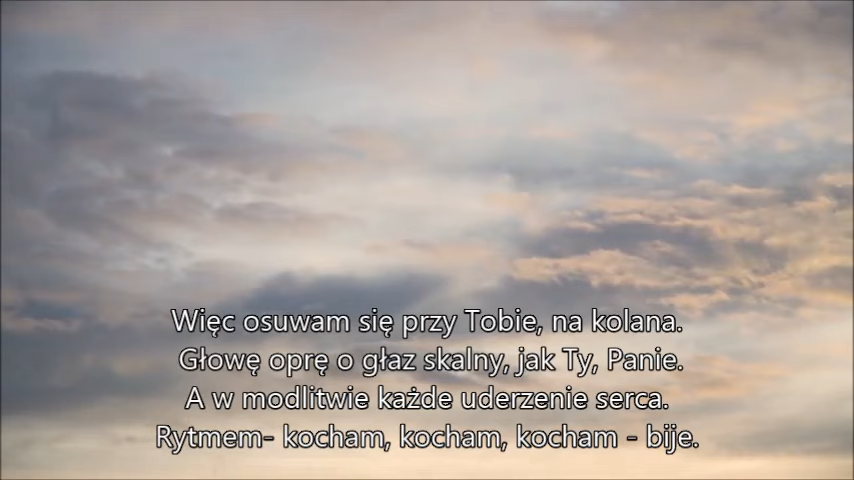 Więc osuwam się przy Tobie, na kolana.
Głowę oprę o głaz skalny, jak Ty, Panie.
A w modlitwie każde uderzenie serca.
Rytmem- kocham, kocham, kocham - bije.